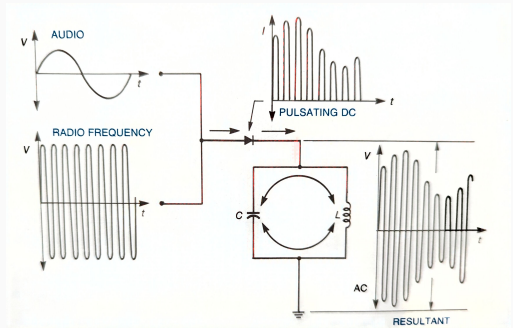 AUDIO
V
t
I
t
PULSATING DC
RADIO FREQUENCY
V
t
V
t
C
L
AC
RESULTANT